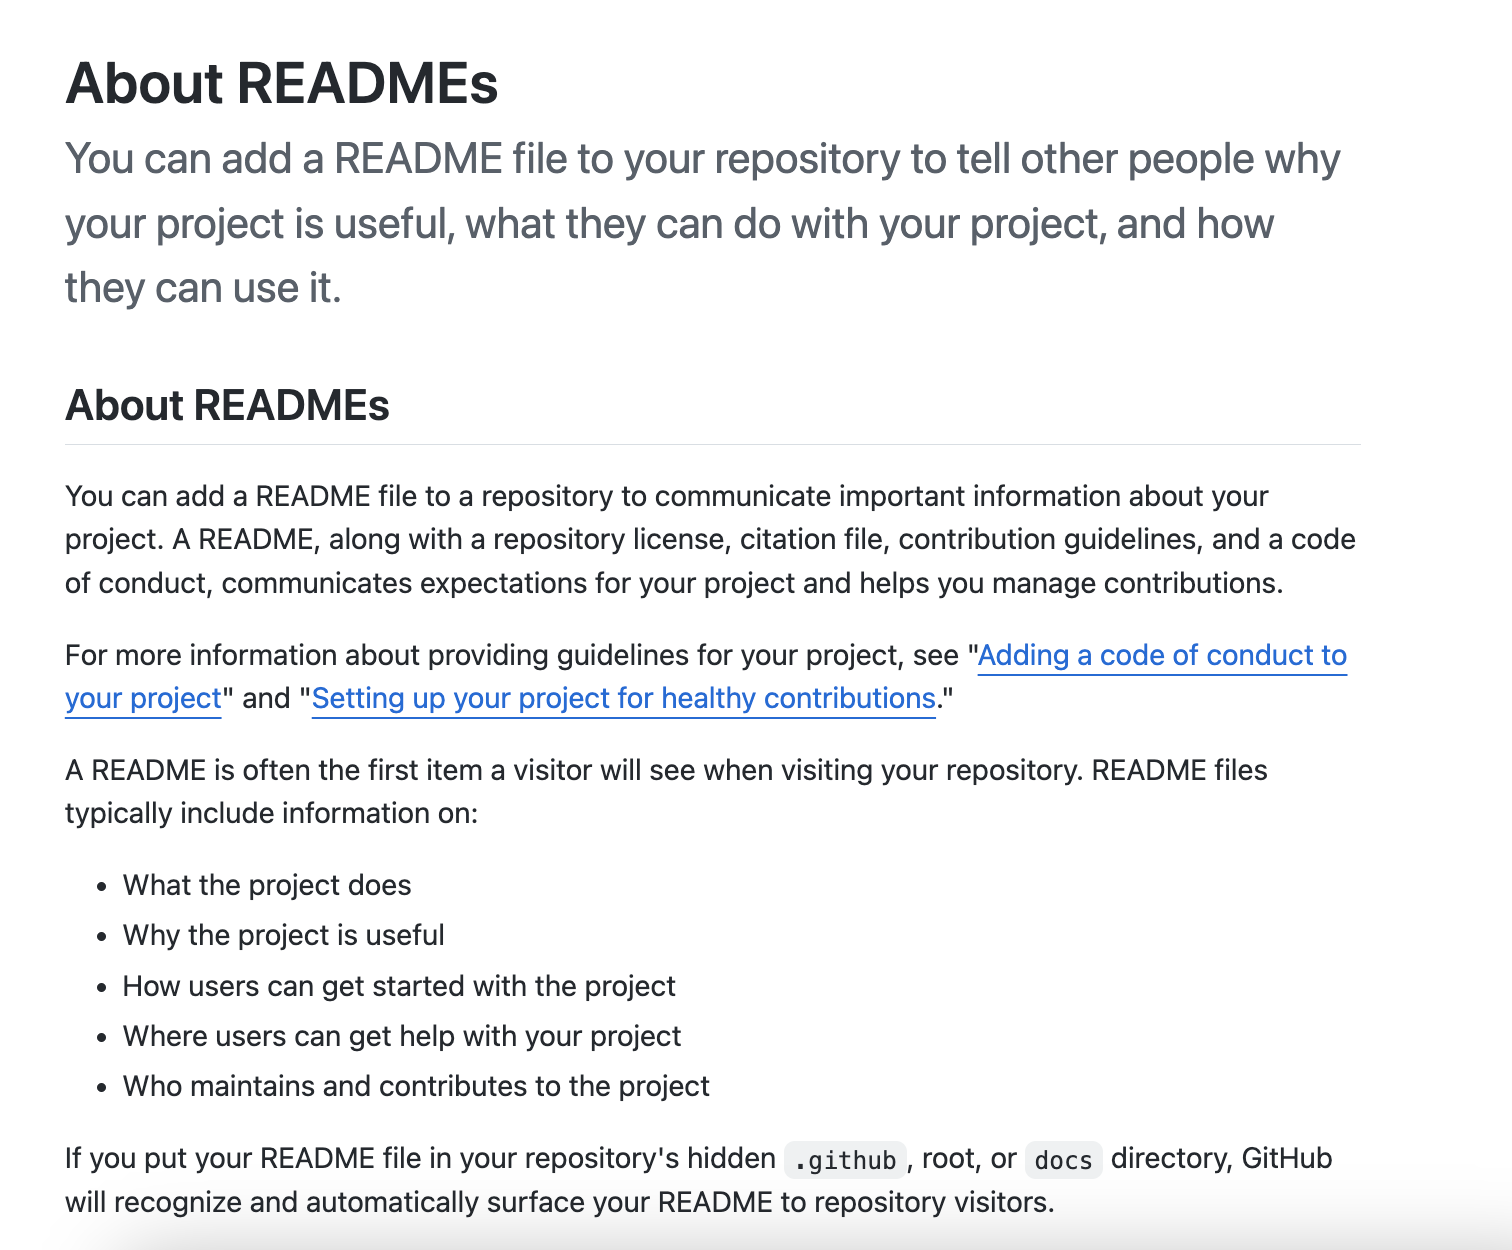 About READMEs
You can add a README file to your repository to tell other people why
your project is useful, what they can do with your project, and how
they can use it.
About READMEs
You can add a README file to a repository to communicate important information about your
project. A README, along with a repository license, citation file, contribution guidelines, and a code
of conduct, communicates expectations for your project and helps you manage contributions.
For more information about providing guidelines for your project, see "Adding a code of conduct to
your project" and "Setting up your project for healthy contributions."
A README is often the first item a visitor will see when visiting your repository. README files
typically include information on:
• What the project does
• Why the project is useful
• How users can get started with the project
• Where users can get help with your project
• Who maintains and contributes to the project
If you put your README file in your repository's hidden .github, root, or docs directory, GitHub
will recognize and automatically surface your README to repository visitors.